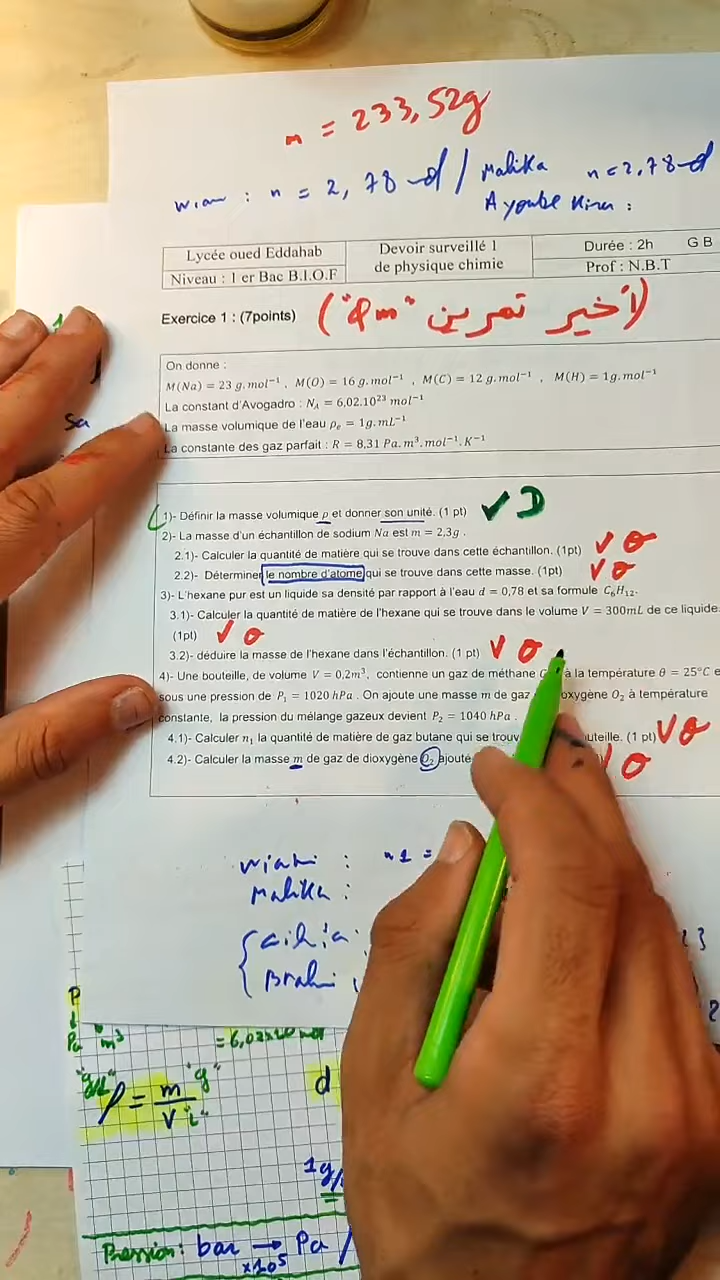 m = 233,52g
Wiam : n = 2,78 mol / Malika n = 2,78 mol
Ayoube Kira :
Lycée oued Eddahab
Niveau : 1 er Bac B.I.O.F
Devoir surveillé 1
de physique chimie
Durée : 2h G B
Prof : N.B.T
Exercice 1 : (7points) (أخير تمرين "Qm")
On donne :
M(Na) = 23 g.mol⁻¹ , M(O) = 16 g.mol⁻¹ , M(C) = 12 g.mol⁻¹ , M(H) = 1g.mol⁻¹
La constant d'Avogadro : N_A = 6,02.10²³ mol⁻¹
La masse volumique de l'eau ρₑ = 1g.mL⁻¹
La constante des gaz parfait : R = 8,31 Pa.m³.mol⁻¹.K⁻¹
1)- Définir la masse volumique ρ et donner son unité. (1 pt) ✓ D
2)- La masse d'un échantillon de sodium Na est m = 2,3g .
2.1)- Calculer la quantité de matière qui se trouve dans cette échantillon. (1pt)
2.2)- Déterminer le nombre d'atome qui se trouve dans cette masse. (1pt)
3)- L'hexane pur est un liquide sa densité par rapport à l'eau d = 0,78 et sa formule C₆H₁₂.
3.1)- Calculer la quantité de matière de l'hexane qui se trouve dans le volume V = 300mL de ce liquide.
(1pt)
3.2)- déduire la masse de l'hexane dans l'échantillon. (1 pt)
4)- Une bouteille, de volume V = 0,2m³, contienne un gaz de méthane à la température θ = 25°C
sous une pression de P₁ = 1020 hPa . On ajoute une masse m de gaz oxygène O₂ à température
constante, la pression du mélange gazeux devient P₂ = 1040 hPa .
4.1)- Calculer n₁ la quantité de matière de gaz butane qui se trouv uteille. (1 pt)
4.2)- Calculer la masse m de gaz de dioxygène O₂ ajouté
Wiam : n1 =
Malika :
P
↓
Pa m³
= 6,02x10
"g/L" ρ = m "g" / V "L"
d
1g/
Pression: bar → Pa /
x10⁵